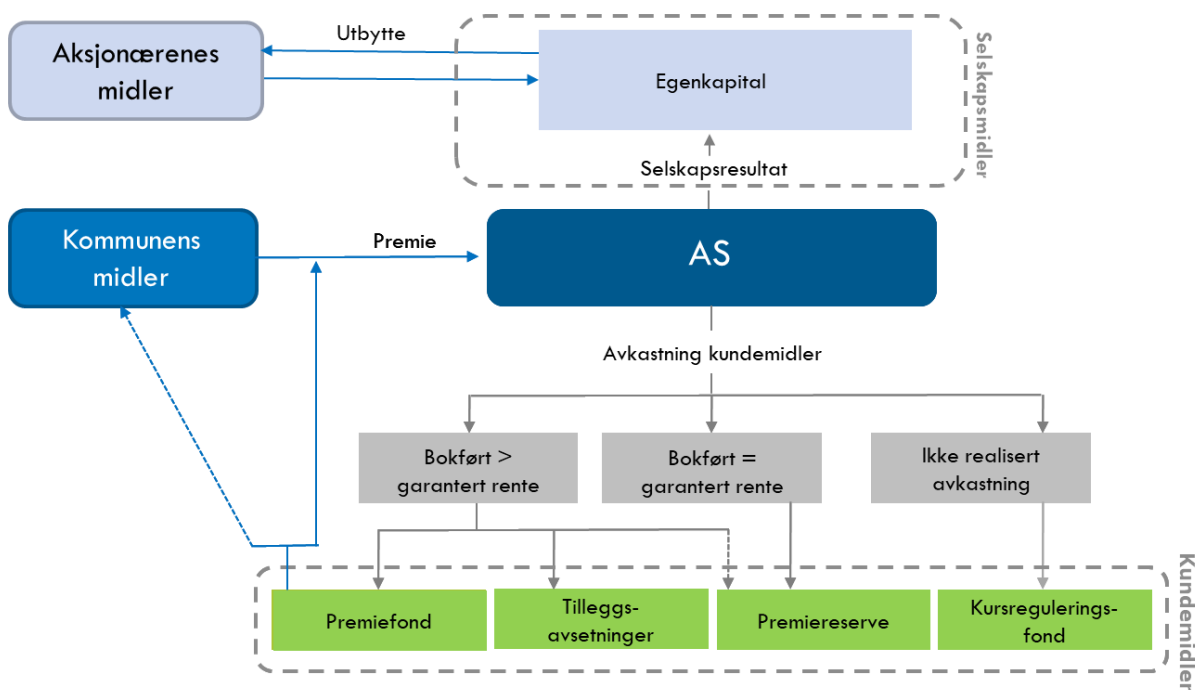 Aksjonærenes
midler
Utbytte
Egenkapital
Selskapsmidler
Selskapsresultat
Kommunens
midler
Premie
AS
Avkastning kundemidler
Bokført >
garantert rente
Bokført =
garantert rente
Ikke realisert
avkastning
Premiefond
Tilleggs-
avsetninger
Premiereserve
Kursregulerings-
fond
Kundemidler